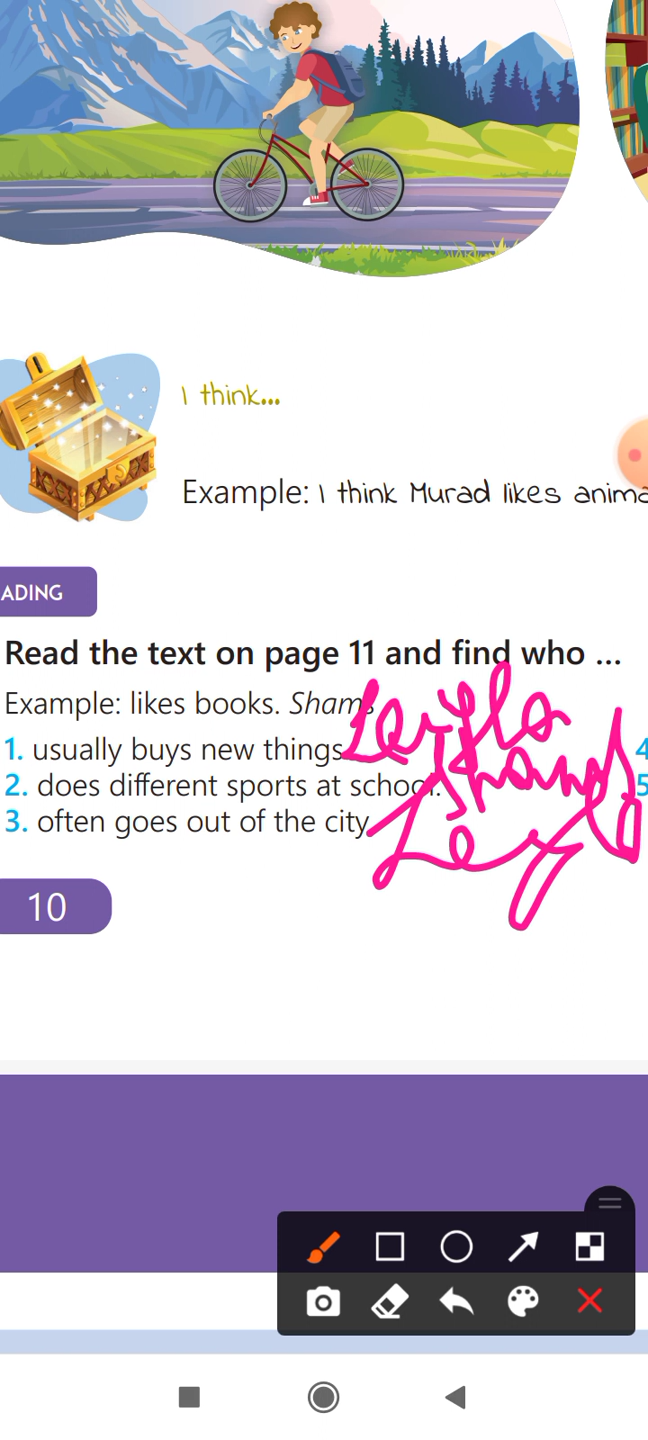 I think...
Example: I think Murad likes anima
ADING
Read the text on page 11 and find who ...
Example: likes books. Shams
1. usually buys new things
4
2. does different sports at school.
5
3. often goes out of the city
10